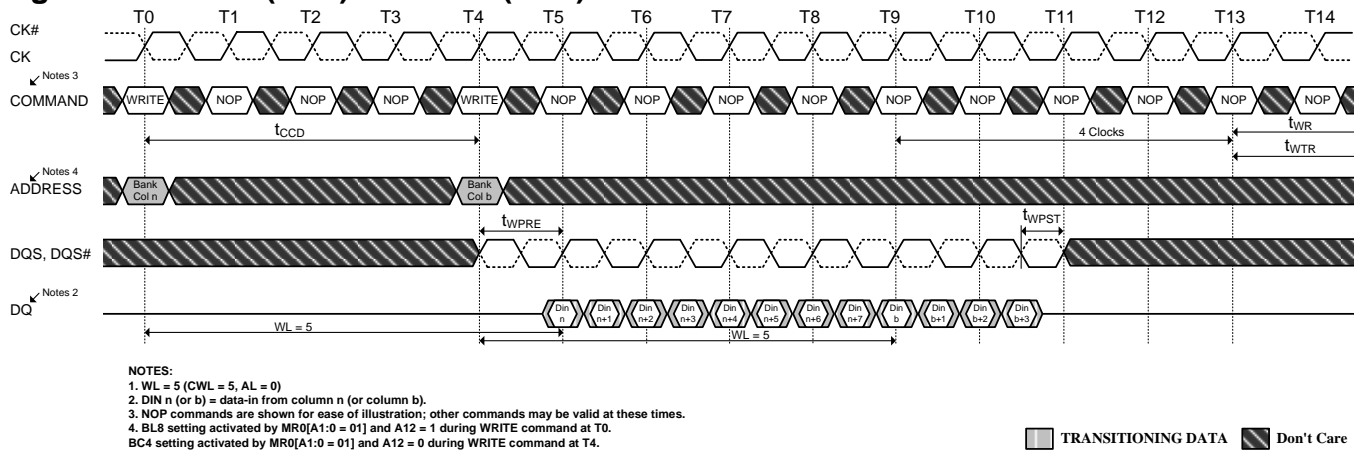 T0 T1 T2 T3 T4 T5 T6 T7 T8 T9 T10 T11 T12 T13 T14
CK#
CK
Notes 3
COMMAND WRITE NOP NOP NOP WRITE NOP NOP NOP NOP NOP NOP NOP NOP NOP NOP
tCCD 4 Clocks tWR
tWTR
Notes 4
ADDRESS Bank Col n Bank Col b
tWPRE tWPST
DQS, DQS#
Notes 2
DQ Din n Din n+1 Din n+2 Din n+3 Din n+4 Din n+5 Din n+6 Din n+7 Din b Din b+1 Din b+2 Din b+3
WL = 5 WL = 5
NOTES:
1. WL = 5 (CWL = 5, AL = 0)
2. DIN n (or b) = data-in from column n (or column b).
3. NOP commands are shown for ease of illustration; other commands may be valid at these times.
4. BL8 setting activated by MR0[A1:0 = 01] and A12 = 1 during WRITE command at T0.
BC4 setting activated by MR0[A1:0 = 01] and A12 = 0 during WRITE command at T4.
TRANSITIONING DATA Don't Care